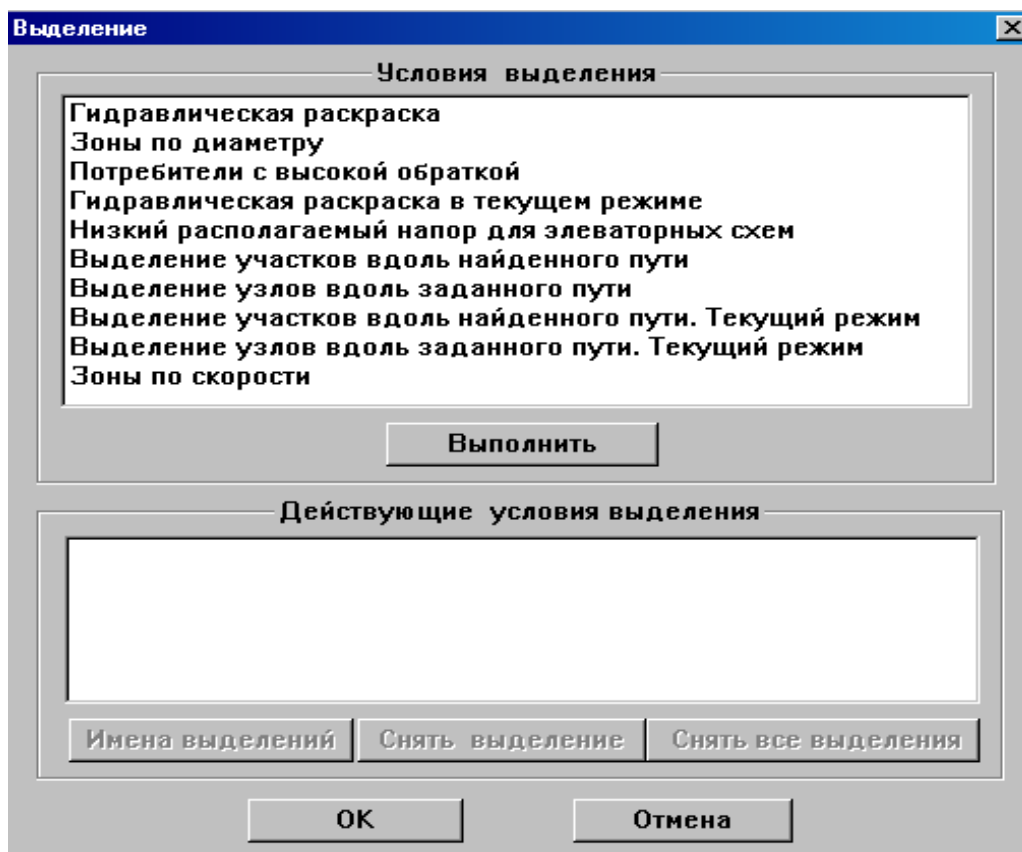 Выделение
Условия выделения
Гидравлическая раскраска
Зоны по диаметру
Потребители с высокой обраткой
Гидравлическая раскраска в текущем режиме
Низкий располагаемый напор для элеваторных схем
Выделение участков вдоль найденного пути
Выделение узлов вдоль заданного пути
Выделение участков вдоль найденного пути. Текущий режим
Выделение узлов вдоль заданного пути. Текущий режим
Зоны по скорости
Выполнить
Действующие условия выделения
Имена выделений Снять выделение Снять все выделения
OK Отмена